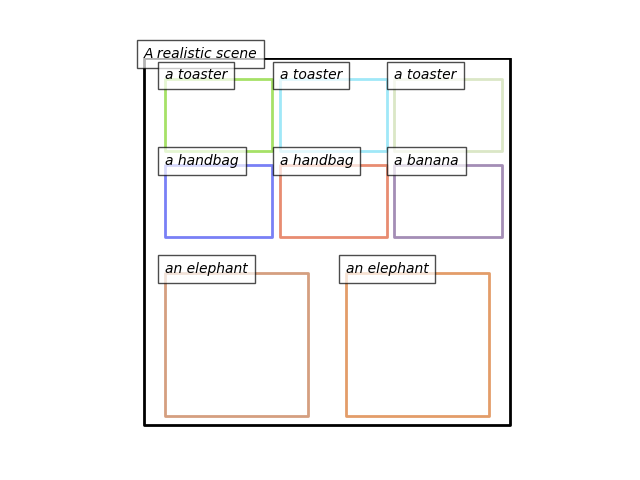 A realistic scene
a toaster
a toaster
a toaster
a handbag
a handbag
a banana
an elephant
an elephant